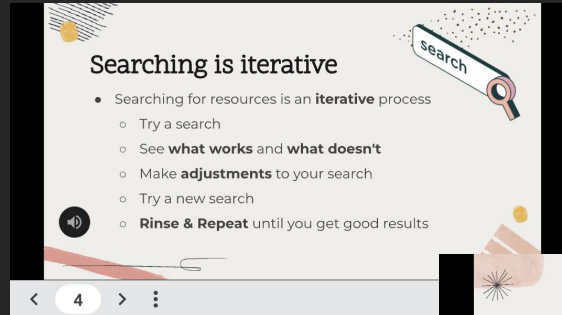 search
Searching is iterative
● Searching for resources is an iterative process
○ Try a search
○ See what works and what doesn't
○ Make adjustments to your search
○ Try a new search
○ Rinse & Repeat until you get good results
4